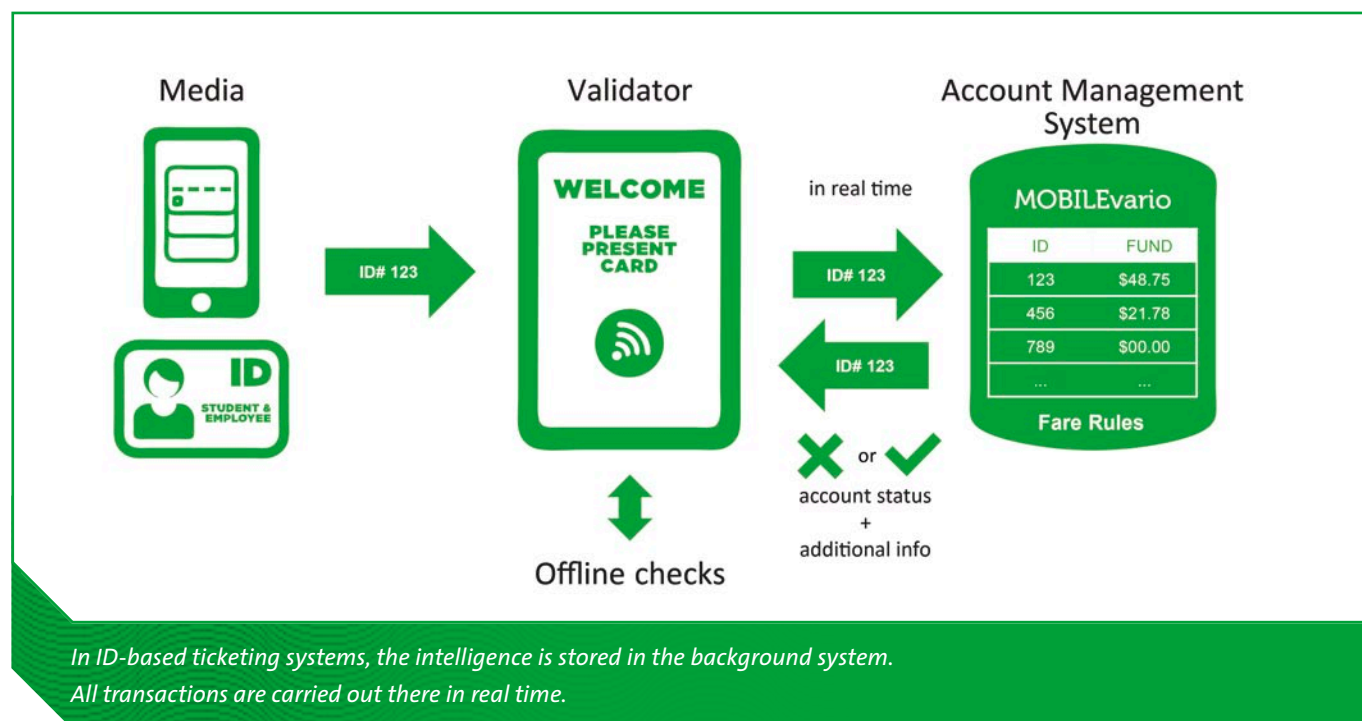 Media
ID
STUDENT &
EMPLOYEE
ID# 123
Validator
WELCOME
PLEASE
PRESENT
CARD
Offline checks
in real time
ID# 123
ID# 123
or
account status
+
additional info
Account Management
System
MOBILEvario
ID FUND
123 $48.75
456 $21.78
789 $00.00
... ...
Fare Rules
In ID-based ticketing systems, the intelligence is stored in the background system.
All transactions are carried out there in real time.